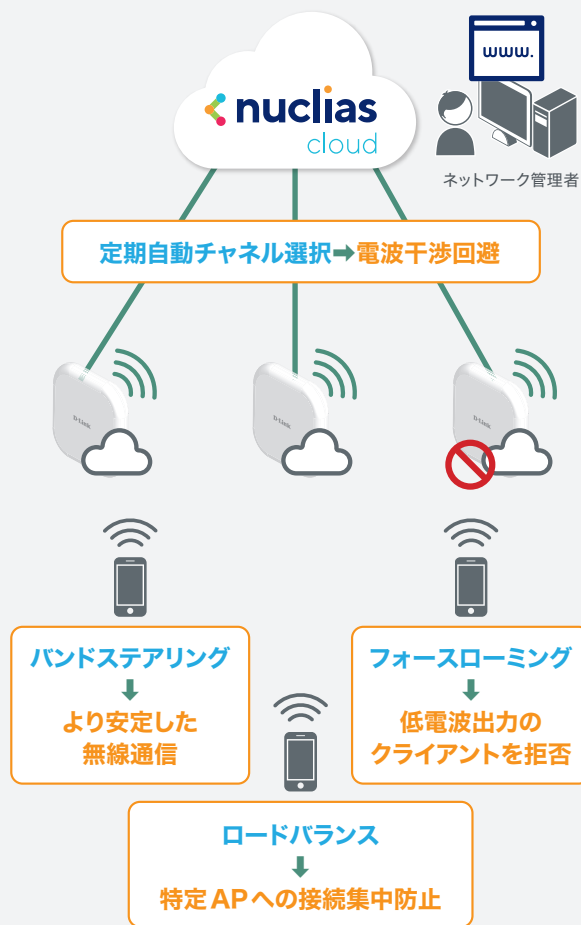 www.
nuclias
cloud
ネットワーク管理者
定期自動チャネル選択➡電波干渉回避
D-Link
D-Link
D-Link
バンドステアリング
⬇
より安定した
無線通信
フォースローミング
⬇
低電波出力の
クライアントを拒否
ロードバランス
⬇
特定APへの接続集中防止